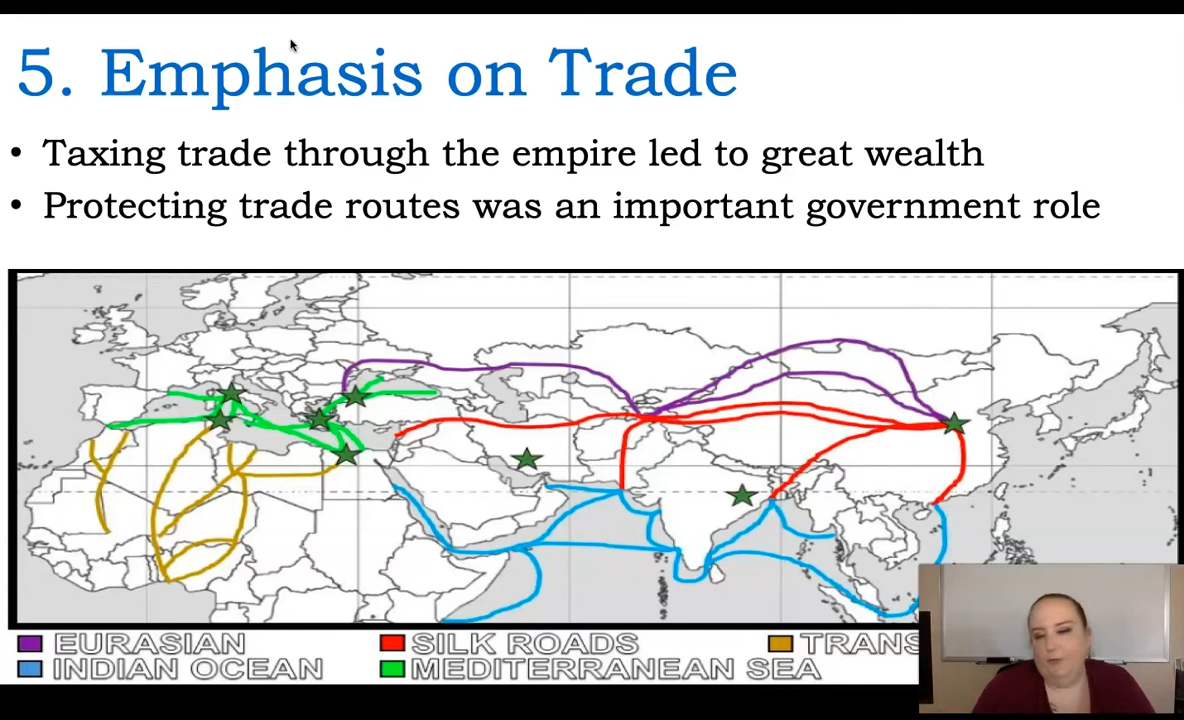 5. Emphasis on Trade
• Taxing trade through the empire led to great wealth
• Protecting trade routes was an important government role
EURASIAN SILK ROADS TRANS
INDIAN OCEAN MEDITERRANEAN SEA